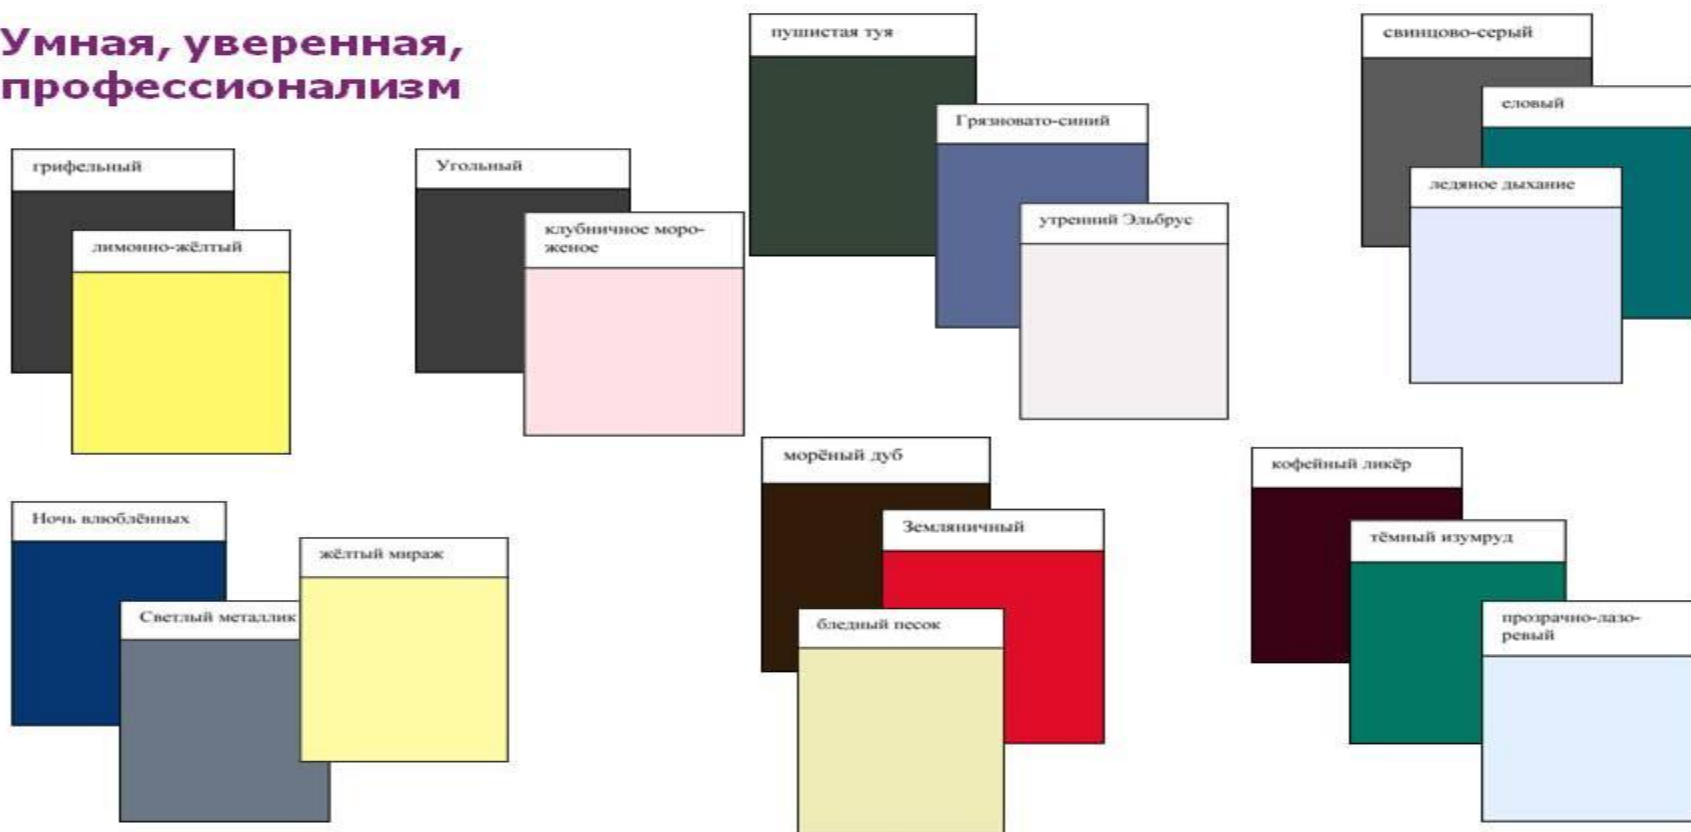 Умная, уверенная,
профессионализм
пушистая туя
Грязновато-синий
утренний Эльбрус
свинцово-серый
еловый
ледяное дыхание
грифельный
лимонно-жёлтый
Угольный
клубничное моро-
женое
Ночь влюблённых
Светлый металлик
жёлтый мираж
морёный дуб
Земляничный
бледный песок
кофейный ликёр
тёмный изумруд
прозрачно-лазо-
ревый